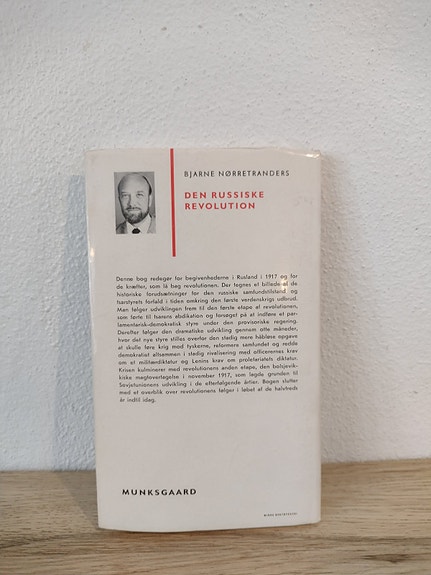 BJARNE NØRRETRANDERS
DEN RUSSISKE
REVOLUTION
Denne bog redegør for begivenhederne i Rusland i 1917 og for
de kræfter, som lå bag revolutionen. Der tegnes et billede af de
historiske forudsætninger for den russiske samfundstilstand og
tsarstyrets forfald i tiden omkring den første verdenskrigs udbrud.
Man følger udviklingen frem til den første etape af revolutionen,
som førte til tsarens abdikation og forsøget på at indføre et par-
lamentarisk-demokratisk styre under den provisoriske regering.
Derefter følger den dramatiske udvikling gennem otte måneder,
hvor det nye styre stilles overfor den stadig mere håbløse opgave
at skulle føre krig mod tyskerne, reformere samfundet og redde
demokratiet altsammen i stadig rivalisering med officerernes krav
om et militærdiktatur og Lenins krav om proletariatets diktatur.
Krisen kulminerer med revolutionens anden etape, den bolsjevik-
kiske magtovertagelse i november 1917, som lagde grunden til
Sovjetunionens udvikling i de efterfølgende årtier. Bogen slutter
med et overblik over revolutionens følger i løbet af de halvtreds
år indtil idag.
MUNKSGAARD